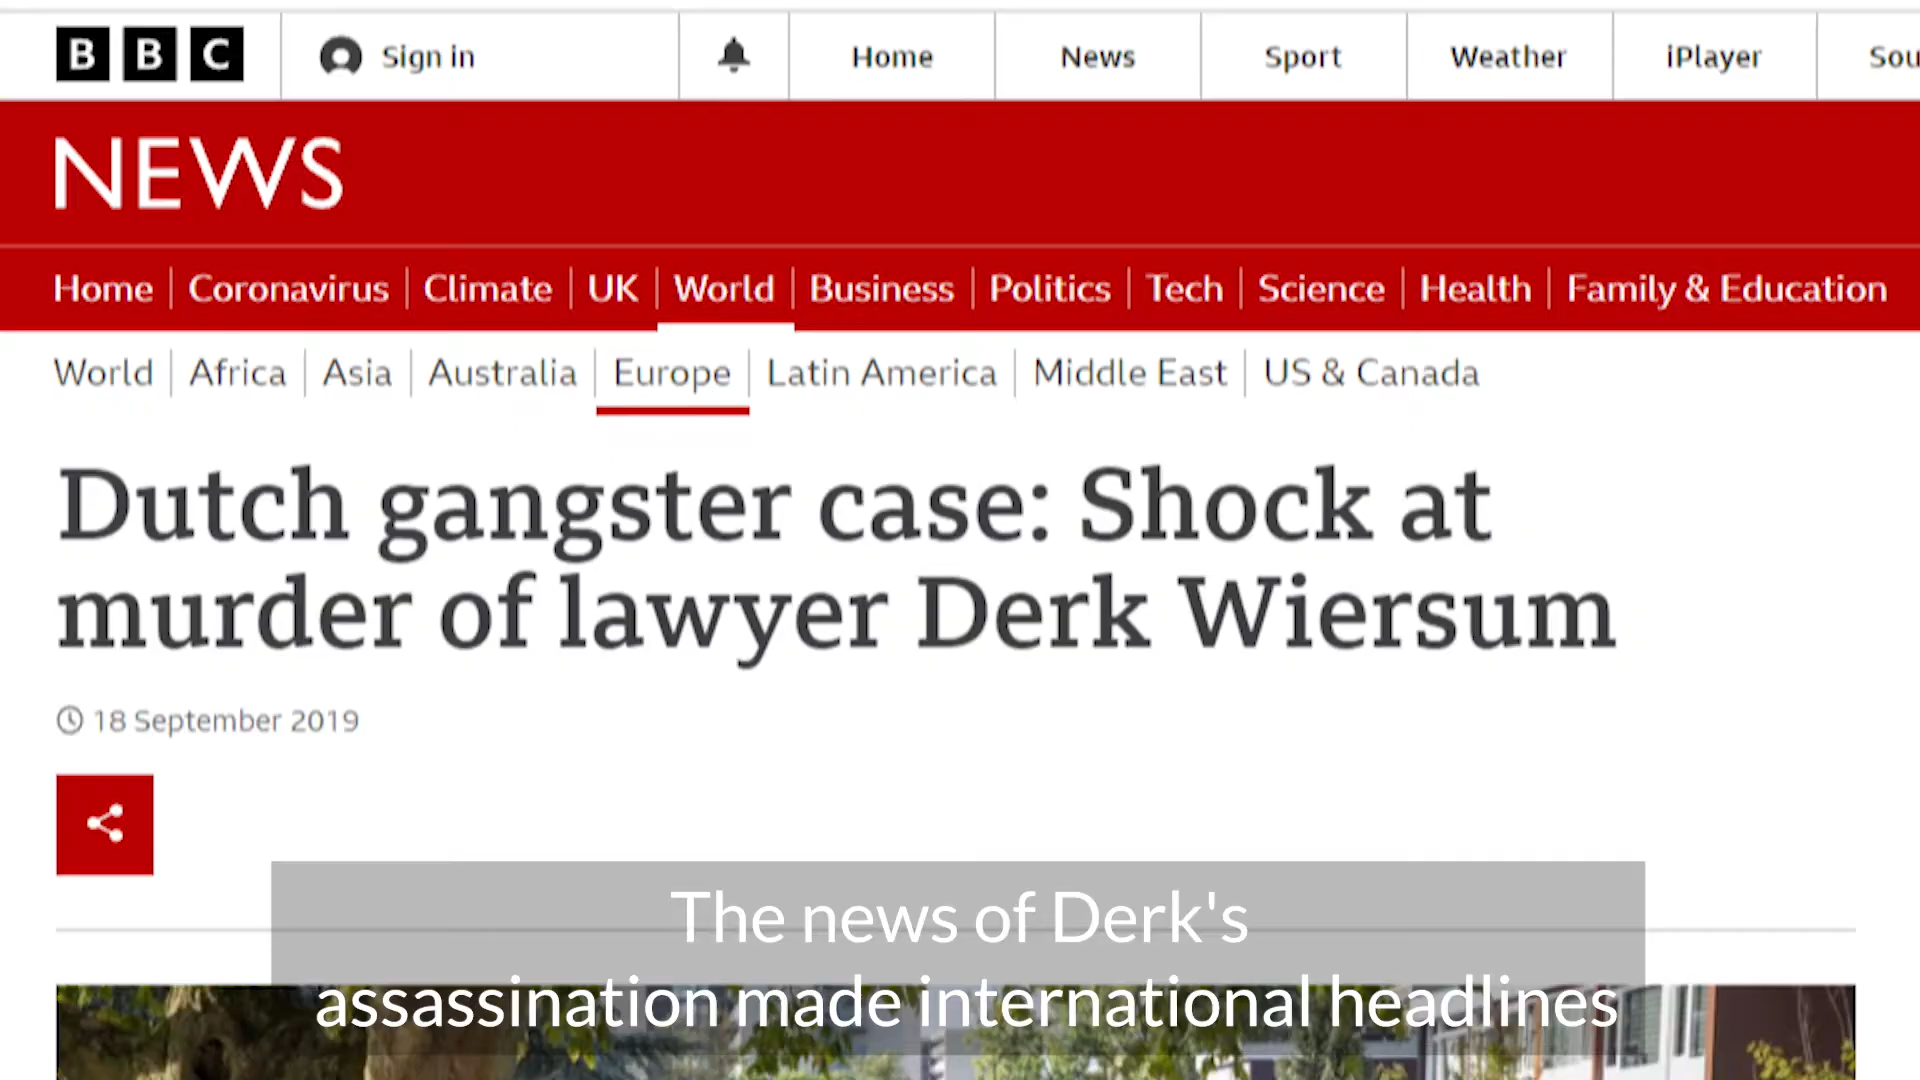 BBC Sign in Home News Sport Weather iPlayer Sou
NEWS
Home Coronavirus Climate UK World Business Politics Tech Science Health Family & Education
World Africa Asia Australia Europe Latin America Middle East US & Canada
Dutch gangster case: Shock at
murder of lawyer Derk Wiersum
18 September 2019
The news of Derk's
assassination made international headlines